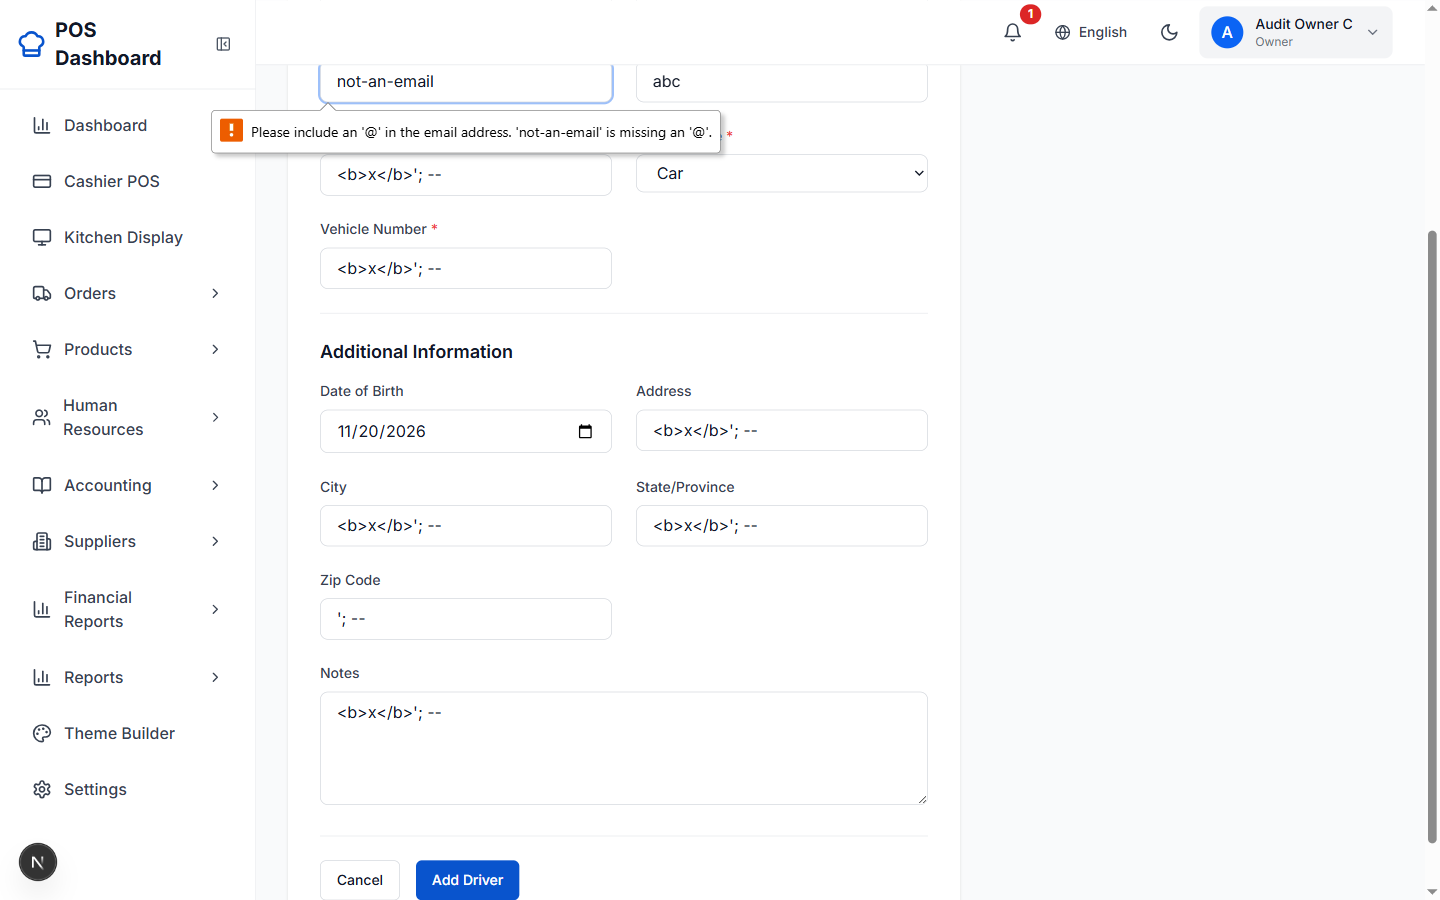 POS
Dashboard
1
English
A
Audit Owner C
Owner
not-an-email
abc
Please include an '@' in the email address. 'not-an-email' is missing an '@'.
*
<b>x</b>'; --
Car
Vehicle Number *
<b>x</b>'; --
Additional Information
Date of Birth
Address
11/20/2026
<b>x</b>'; --
City
State/Province
<b>x</b>'; --
<b>x</b>'; --
Zip Code
'; --
Notes
<b>x</b>'; --
Cancel
Add Driver
Dashboard
Cashier POS
Kitchen Display
Orders
Products
Human
Resources
Accounting
Suppliers
Financial
Reports
Reports
Theme Builder
Settings
N